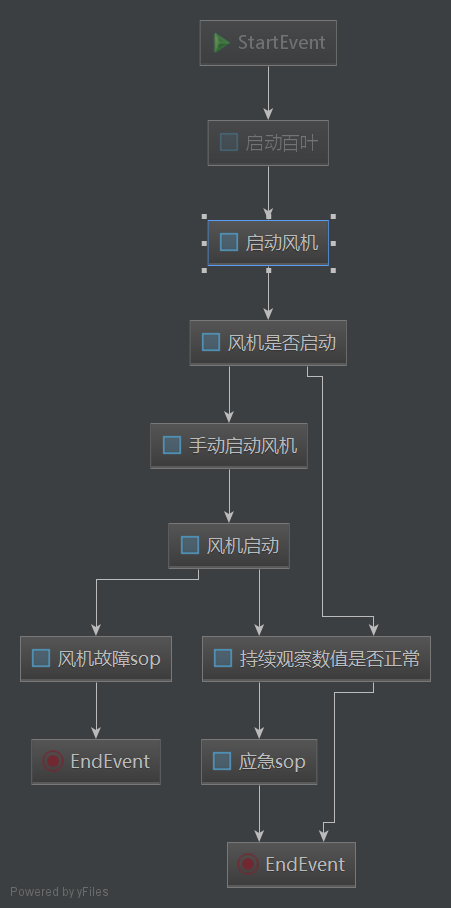 StartEvent
启动百叶
启动风机
风机是否启动
手动启动风机
风机启动
风机故障sop
持续观察数值是否正常
EndEvent
应急sop
EndEvent
Powered by yFiles